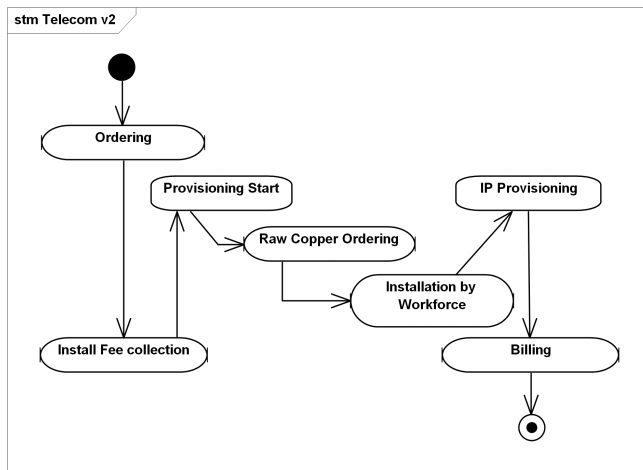 stm Telecom v2
Ordering
Provisioning Start
IP Provisioning
Raw Copper Ordering
Installation by
Workforce
Install Fee collection
Billing